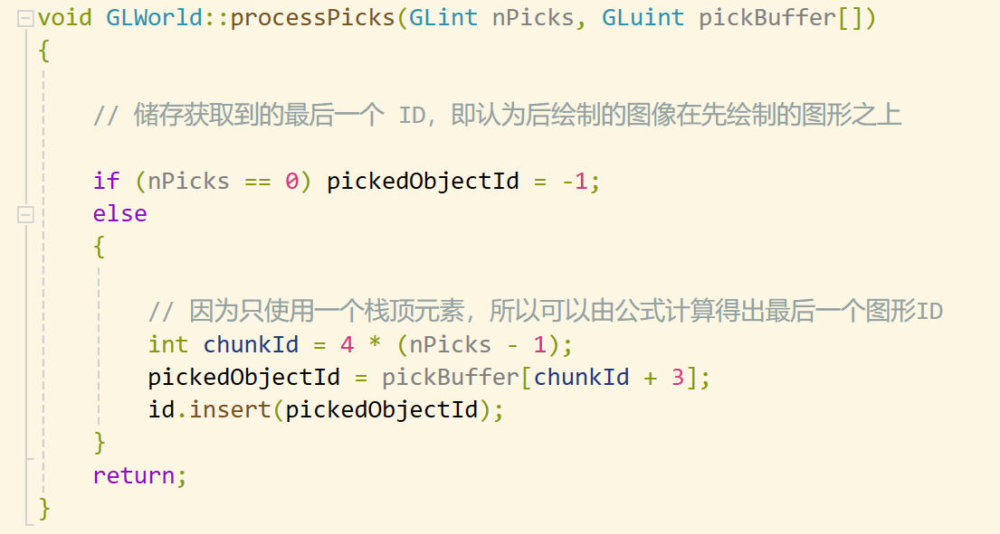 void GLWorld::processPicks(GLint nPicks, GLuint pickBuffer[])
{
// 储存获取到的最后一个 ID，即认为后绘制的图像在先绘制的图形之上
if (nPicks == 0) pickedObjectId = -1;
else
{
// 因为只使用一个栈顶元素，所以可以由公式计算得出最后一个图形ID
int chunkId = 4 * (nPicks - 1);
pickedObjectId = pickBuffer[chunkId + 3];
id.insert(pickedObjectId);
}
return;
}